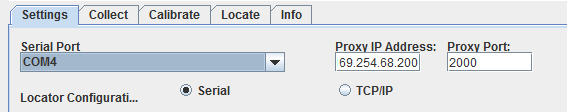 Settings Collect Calibrate Locate Info
Serial Port Proxy IP Address: Proxy Port:
COM4 69.254.68.200 2000
Locator Configurati... Serial TCP/IP